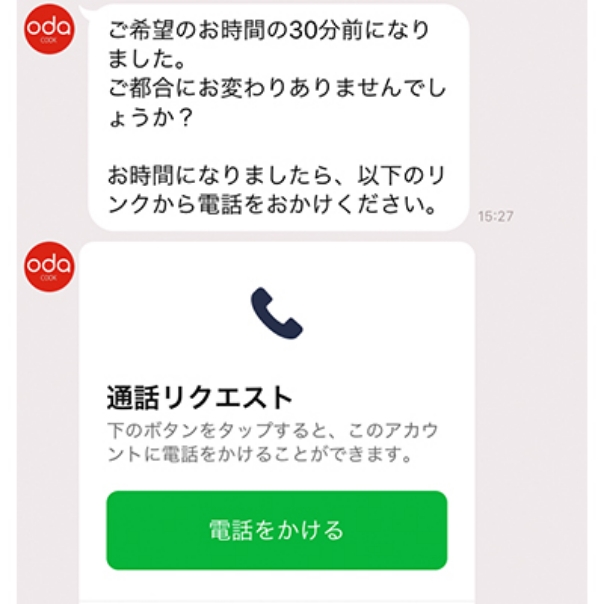 oda
COOK
ご希望のお時間の30分前になり
ました。
ご都合にお変わりありませんでし
ょうか？
お時間になりましたら、以下のリ
ンクから電話をおかけください。
15:27
oda
COOK
通話リクエスト
下のボタンをタップすると、このアカウ
ントに電話をかけることができます。
電話をかける